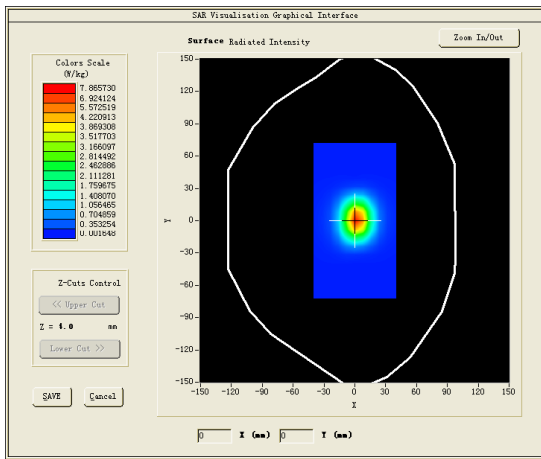 SAR Visualisation Graphical Interface
Surface Radiated Intensity
Zoom In/Out
Colors Scale
(W/kg)
7.865730
6.924124
5.572519
4.220913
3.869308
3.517703
3.166097
2.814492
2.462886
2.111281
1.759675
1.408070
1.056465
0.704859
0.353254
0.001648
Z-Cuts Control
<< Upper Cut
Z = 4.0 mm
Lower Cut >>
SAVE Cancel
150
120
90
60
30
0
-30
-60
-90
-120
-150
Y
-150 -120 -90 -60 -30 0 30 60 90 120 150
X
0 X (mm) 0 Y (mm)